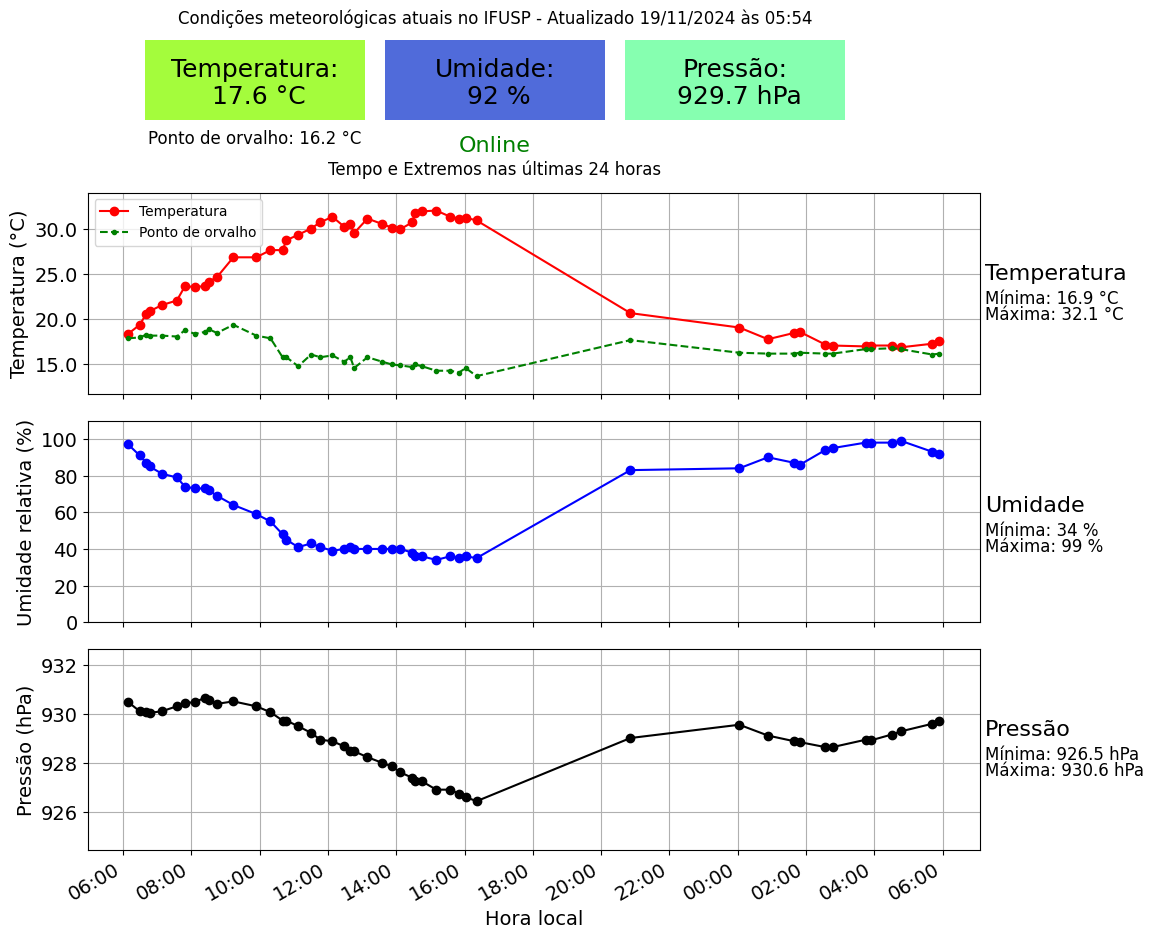 Condições meteorológicas atuais no IFUSP - Atualizado 19/11/2024 às 05:54
Temperatura:
17.6 °C
Umidade:
92 %
Pressão:
929.7 hPa
Ponto de orvalho: 16.2 °C
Online
Tempo e Extremos nas últimas 24 horas
Temperatura (°C)
30.0
25.0
20.0
15.0
Temperatura
Ponto de orvalho
Temperatura
Mínima: 16.9 °C
Máxima: 32.1 °C
Umidade relativa (%)
100
80
60
40
20
0
Umidade
Mínima: 34 %
Máxima: 99 %
Pressão (hPa)
932
930
928
926
Pressão
Mínima: 926.5 hPa
Máxima: 930.6 hPa
06:00 08:00 10:00 12:00 14:00 16:00 18:00 20:00 22:00 00:00 02:00 04:00 06:00
Hora local